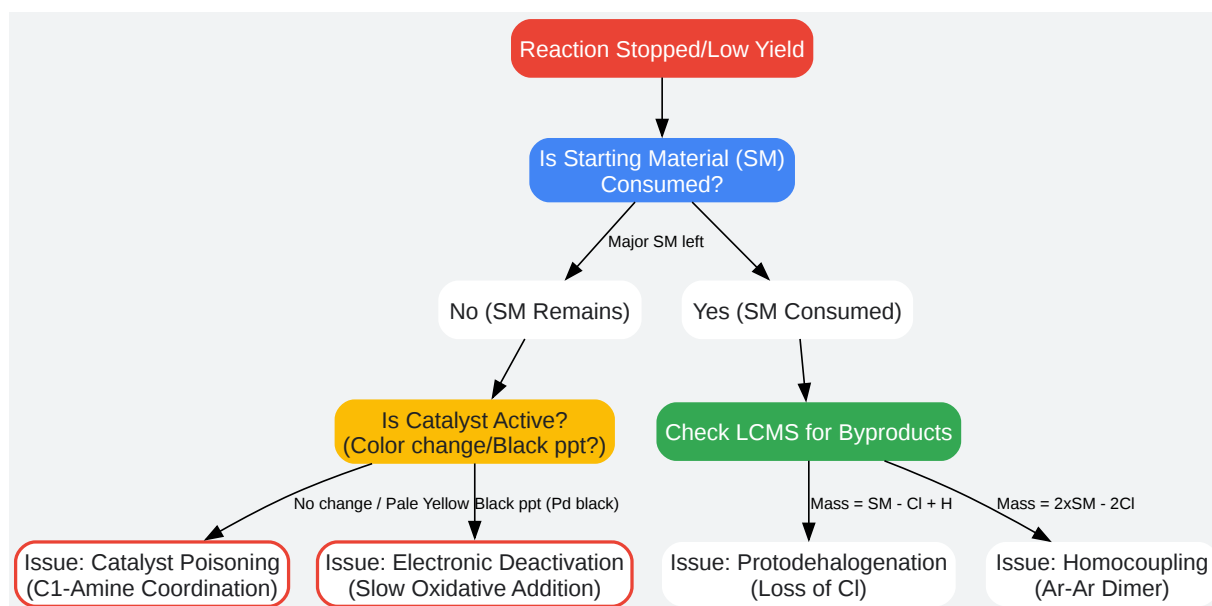 Reaction Stopped/Low Yield
Is Starting Material (SM)
Consumed?
Major SM left
No (SM Remains)
Yes (SM Consumed)
Is Catalyst Active?
(Color change/Black ppt?)
Check LCMS for Byproducts
No change / Pale Yellow
Black ppt (Pd black)
Mass = SM - Cl + H
Mass = 2xSM - 2Cl
Issue: Catalyst Poisoning
(C1-Amine Coordination)
Issue: Electronic Deactivation
(Slow Oxidative Addition)
Issue: Protodehalogenation
(Loss of Cl)
Issue: Homocoupling
(Ar-Ar Dimer)